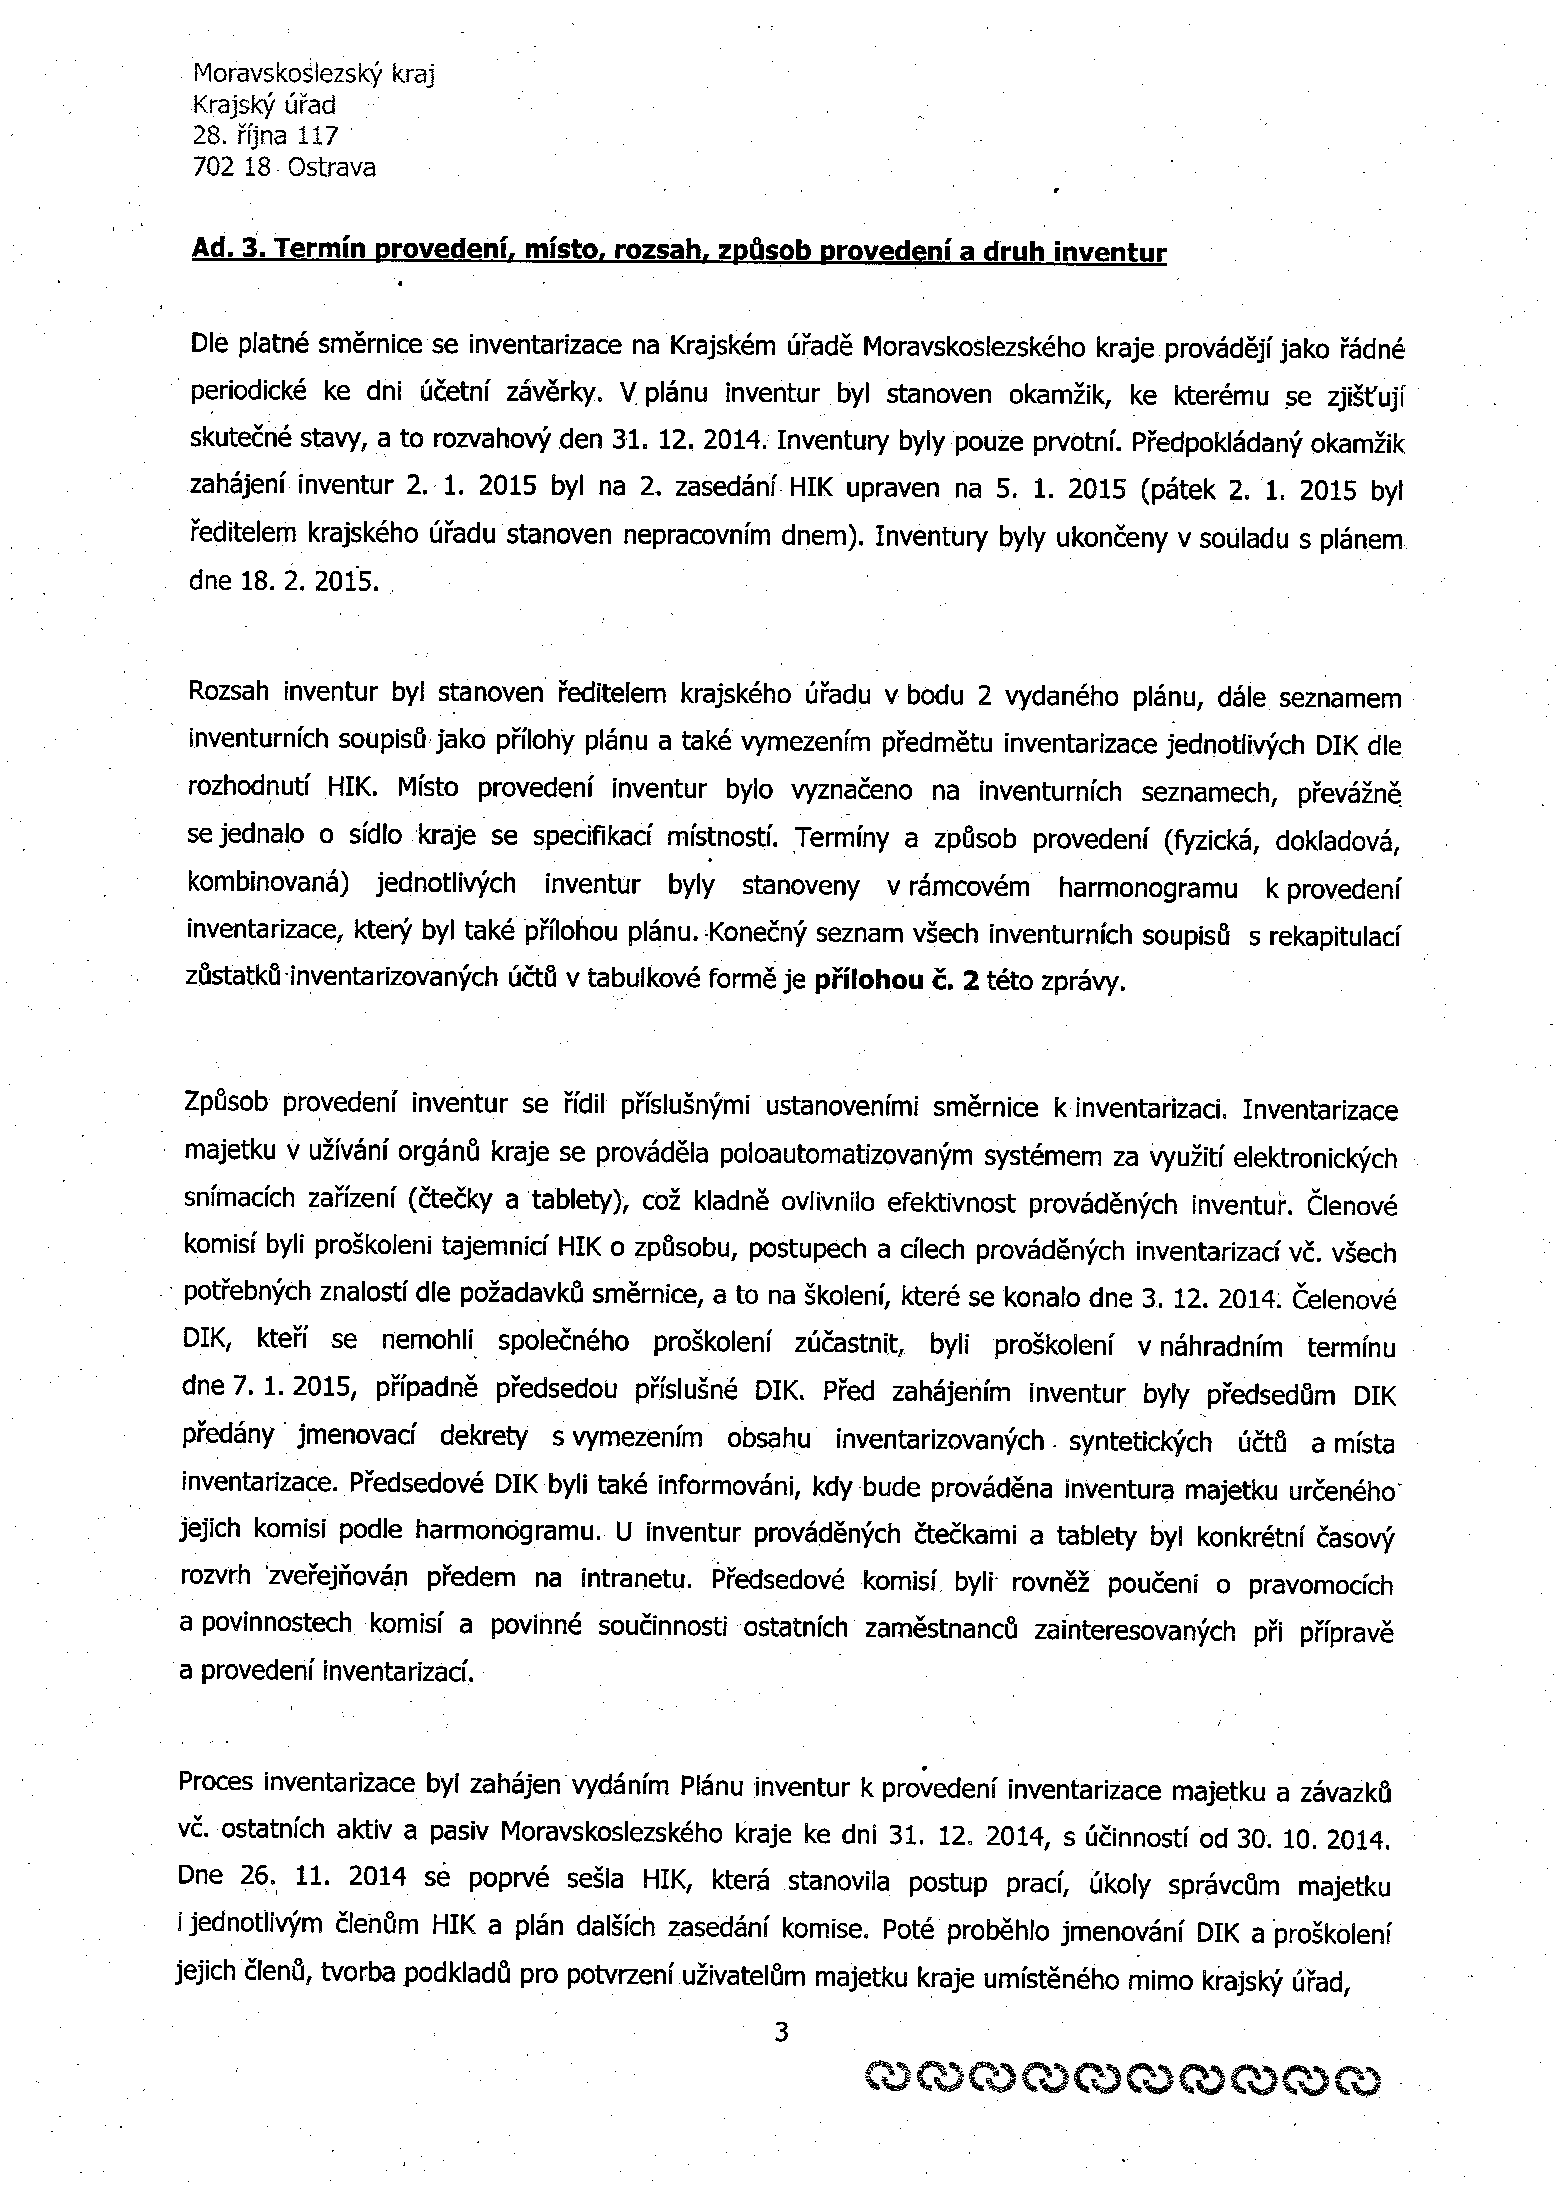 Moravskoslezský kraj
Krajský úřad
28. října 117
702 18 Ostrava
Ad. 3. Termín provedení, místo, rozsah, způsob provedení a druh inventur
Dle platné směrnice se inventarizace na Krajském úřadě Moravskoslezského kraje provádějí jako řádné
periodické ke dni účetní závěrky. V plánu inventur byl stanoven okamžik, ke kterému se zjišťují
skutečné stavy, a to rozvahový den 31. 12. 2014. Inventury byly pouze prvotní. Předpokládaný okamžik
zahájení inventur 2. 1. 2015 byl na 2. zasedání HIK upraven na 5. 1. 2015 (pátek 2. 1. 2015 byl
ředitelem krajského úřadu stanoven nepracovním dnem). Inventury byly ukončeny v souladu s plánem
dne 18. 2. 2015.
Rozsah inventur byl stanoven ředitelem krajského úřadu v bodu 2 vydaného plánu, dále seznamem
inventurních soupisů jako přílohy plánu a také vymezením předmětu inventarizace jednotlivých DIK dle
rozhodnutí HIK. Místo provedení inventur bylo vyznačeno na inventurních seznamech, převážně
se jednalo o sídlo kraje se specifikací místností. Termíny a způsob provedení (fyzická, dokladová,
kombinovaná) jednotlivých inventur byly stanoveny v rámcovém harmonogramu k provedení
inventarizace, který byl také přílohou plánu. Konečný seznam všech inventurních soupisů s rekapitulací
zůstatků inventarizovaných účtů v tabulkové formě je přílohou č. 2 této zprávy.
Způsob provedení inventur se řídil příslušnými ustanoveními směrnice k inventarizaci. Inventarizace
majetku v užívání orgánů kraje se prováděla poloautomatizovaným systémem za využití elektronických
snímacích zařízení (čtečky a tablety), což kladně ovlivnilo efektivnost prováděných inventur. Členové
komisí byli proškoleni tajemnicí HIK o způsobu, postupech a cílech prováděných inventarizací vč. všech
potřebných znalostí dle požadavků směrnice, a to na školení, které se konalo dne 3. 12. 2014. Čelenové
DIK, kteří se nemohli společného proškolení zúčastnit, byli proškolení v náhradním termínu
dne 7. 1. 2015, případně předsedou příslušné DIK. Před zahájením inventur byly předsedům DIK
předány jmenovací dekrety s vymezením obsahu inventarizovaných syntetických účtů a místa
inventarizace. Předsedové DIK byli také informováni, kdy bude prováděna inventura majetku určeného
jejich komisi podle harmonogramu. U inventur prováděných čtečkami a tablety byl konkrétní časový
rozvrh zveřejňován předem na intranetu. Předsedové komisí byli rovněž poučeni o pravomocích
a povinnostech komisí a povinné součinnosti ostatních zaměstnanců zainteresovaných při přípravě
a provedení inventarizací.
Proces inventarizace byl zahájen vydáním Plánu inventur k provedení inventarizace majetku a závazků
vč. ostatních aktiv a pasiv Moravskoslezského kraje ke dni 31. 12. 2014, s účinností od 30. 10. 2014.
Dne 26. 11. 2014 se poprvé sešla HIK, která stanovila postup prací, úkoly správcům majetku
i jednotlivým členům HIK a plán dalších zasedání komise. Poté proběhlo jmenování DIK a proškolení
jejich členů, tvorba podkladů pro potvrzení uživatelům majetku kraje umístěného mimo krajský úřad,
3